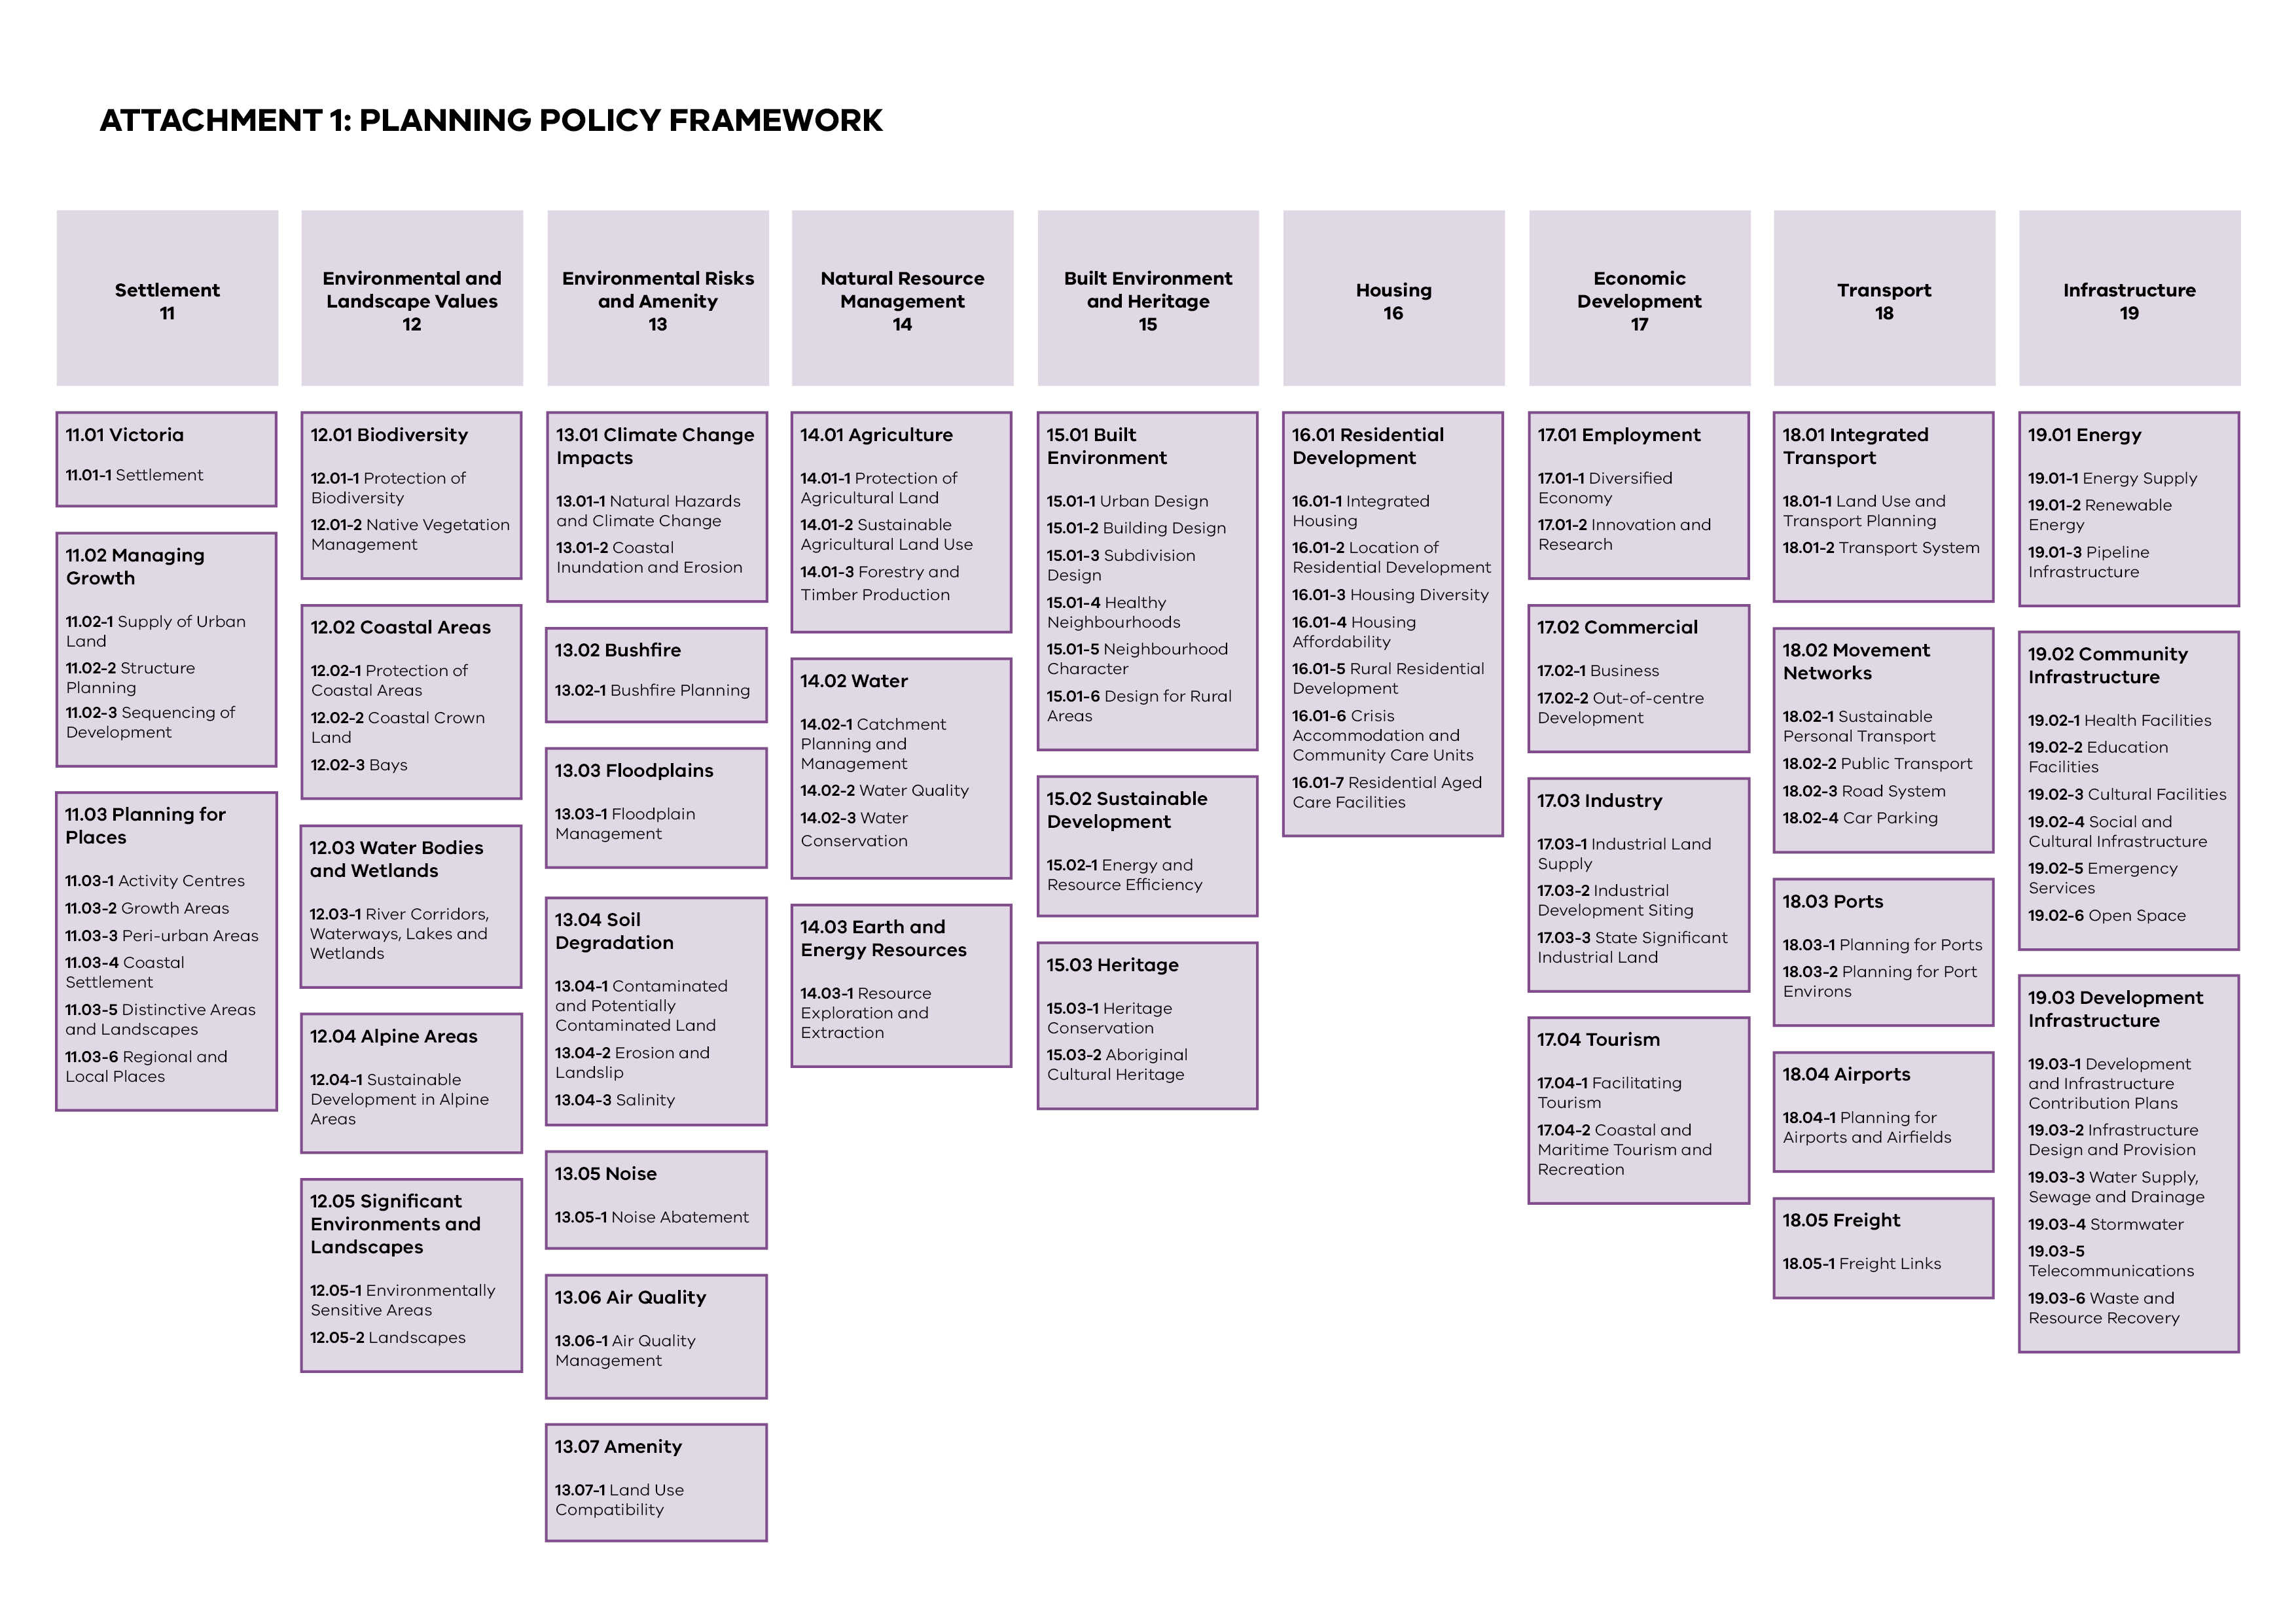 ATTACHMENT 1: PLANNING POLICY FRAMEWORK
Settlement
11
11.01 Victoria
11.01-1 Settlement
11.02 Managing
Growth
11.02-1 Supply of Urban
Land
11.02-2 Structure
Planning
11.02-3 Sequencing of
Development
11.03 Planning for
Places
11.03-1 Activity Centres
11.03-2 Growth Areas
11.03-3 Peri-urban Areas
11.03-4 Coastal
Settlement
11.03-5 Distinctive Areas
and Landscapes
11.03-6 Regional and
Local Places
Environmental and
Landscape Values
12
12.01 Biodiversity
12.01-1 Protection of
Biodiversity
12.01-2 Native Vegetation
Management
12.02 Coastal Areas
12.02-1 Protection of
Coastal Areas
12.02-2 Coastal Crown
Land
12.02-3 Bays
12.03 Water Bodies
and Wetlands
12.03-1 River Corridors,
Waterways, Lakes and
Wetlands
12.04 Alpine Areas
12.04-1 Sustainable
Development in Alpine
Areas
12.05 Significant
Environments and
Landscapes
12.05-1 Environmentally
Sensitive Areas
12.05-2 Landscapes
Environmental Risks
and Amenity
13
13.01 Climate Change
Impacts
13.01-1 Natural Hazards
and Climate Change
13.01-2 Coastal
Inundation and Erosion
13.02 Bushfire
13.02-1 Bushfire Planning
13.03 Floodplains
13.03-1 Floodplain
Management
13.04 Soil
Degradation
13.04-1 Contaminated
and Potentially
Contaminated Land
13.04-2 Erosion and
Landslip
13.04-3 Salinity
13.05 Noise
13.05-1 Noise Abatement
13.06 Air Quality
13.06-1 Air Quality
Management
13.07 Amenity
13.07-1 Land Use
Compatibility
Natural Resource
Management
14
14.01 Agriculture
14.01-1 Protection of
Agricultural Land
14.01-2 Sustainable
Agricultural Land Use
14.01-3 Forestry and
Timber Production
14.02 Water
14.02-1 Catchment
Planning and
Management
14.02-2 Water Quality
14.02-3 Water
Conservation
14.03 Earth and
Energy Resources
14.03-1 Resource
Exploration and
Extraction
Built Environment
and Heritage
15
15.01 Built
Environment
15.01-1 Urban Design
15.01-2 Building Design
15.01-3 Subdivision
Design
15.01-4 Healthy
Neighbourhoods
15.01-5 Neighbourhood
Character
15.01-6 Design for Rural
Areas
15.02 Sustainable
Development
15.02-1 Energy and
Resource Efficiency
15.03 Heritage
15.03-1 Heritage
Conservation
15.03-2 Aboriginal
Cultural Heritage
Housing
16
16.01 Residential
Development
16.01-1 Integrated
Housing
16.01-2 Location of
Residential Development
16.01-3 Housing Diversity
16.01-4 Housing
Affordability
16.01-5 Rural Residential
Development
16.01-6 Crisis
Accommodation and
Community Care Units
16.01-7 Residential Aged
Care Facilities
Economic
Development
17
17.01 Employment
17.01-1 Diversified
Economy
17.01-2 Innovation and
Research
17.02 Commercial
17.02-1 Business
17.02-2 Out-of-centre
Development
17.03 Industry
17.03-1 Industrial Land
Supply
17.03-2 Industrial
Development Siting
17.03-3 State Significant
Industrial Land
17.04 Tourism
17.04-1 Facilitating
Tourism
17.04-2 Coastal and
Maritime Tourism and
Recreation
Transport
18
18.01 Integrated
Transport
18.01-1 Land Use and
Transport Planning
18.01-2 Transport System
18.02 Movement
Networks
18.02-1 Sustainable
Personal Transport
18.02-2 Public Transport
18.02-3 Road System
18.02-4 Car Parking
18.03 Ports
18.03-1 Planning for Ports
18.03-2 Planning for Port
Environs
18.04 Airports
18.04-1 Planning for
Airports and Airfields
18.05 Freight
18.05-1 Freight Links
Infrastructure
19
19.01 Energy
19.01-1 Energy Supply
19.01-2 Renewable
Energy
19.01-3 Pipeline
Infrastructure
19.02 Community
Infrastructure
19.02-1 Health Facilities
19.02-2 Education
Facilities
19.02-3 Cultural Facilities
19.02-4 Social and
Cultural Infrastructure
19.02-5 Emergency
Services
19.02-6 Open Space
19.03 Development
Infrastructure
19.03-1 Development
and Infrastructure
Contribution Plans
19.03-2 Infrastructure
Design and Provision
19.03-3 Water Supply,
Sewage and Drainage
19.03-4 Stormwater
19.03-5
Telecommunications
19.03-6 Waste and
Resource Recovery